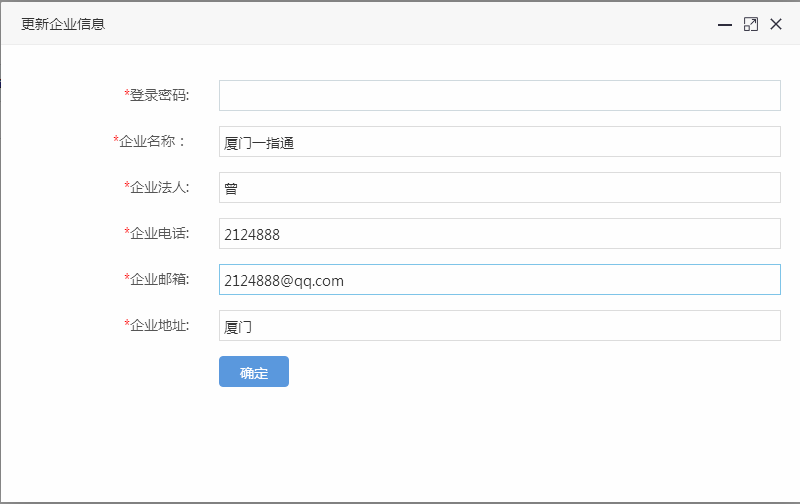 更新企业信息
*登录密码:
*企业名称： 厦门一指通
*企业法人: 曾
*企业电话: 2124888
*企业邮箱: 2124888@qq.com
*企业地址: 厦门
确定